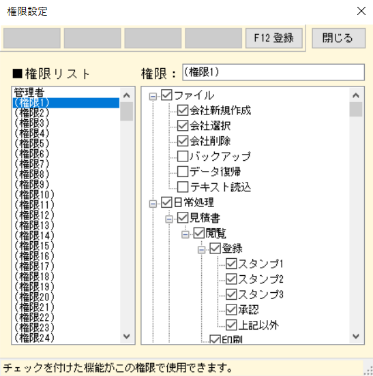 権限設定
F12 登録
閉じる
■権限リスト
権限：
(権限1)
管理者
(権限1)
(権限2)
(権限3)
(権限4)
(権限5)
(権限6)
(権限7)
(権限8)
(権限9)
(権限10)
(権限11)
(権限12)
(権限13)
(権限14)
(権限15)
(権限16)
(権限17)
(権限18)
(権限19)
(権限20)
(権限21)
(権限22)
(権限23)
(権限24)
ファイル
会社新規作成
会社選択
会社削除
バックアップ
データ復帰
テキスト読込
日常処理
見積書
閲覧
登録
スタンプ1
スタンプ2
スタンプ3
承認
上記以外
印刷
チェックを付けた機能がこの権限で使用できます。